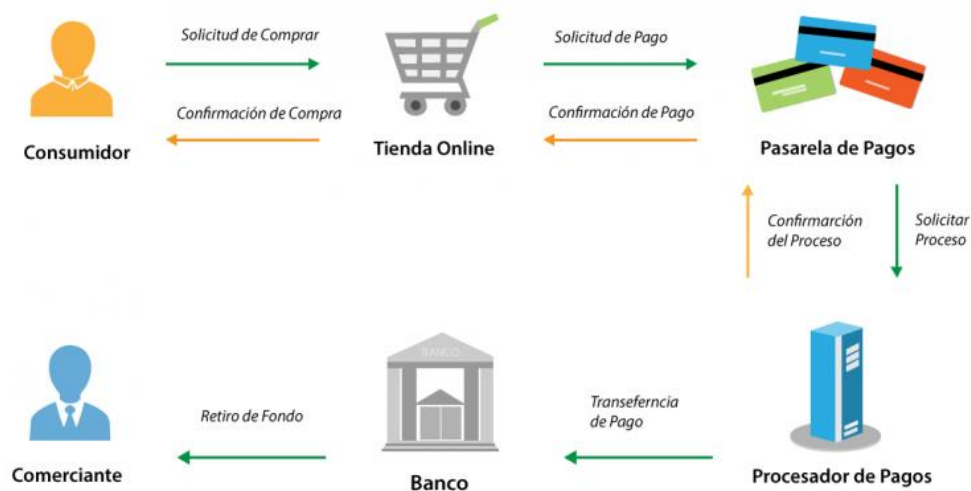 Solicitud de Comprar
Confirmación de Compra
Consumidor
Tienda Online
Solicitud de Pago
Confirmación de Pago
Pasarela de Pagos
Confirmarción
del Proceso
Solicitar
Proceso
Comerciante
Retiro de Fondo
BANCO
Banco
Transeferncia
de Pago
Procesador de Pagos